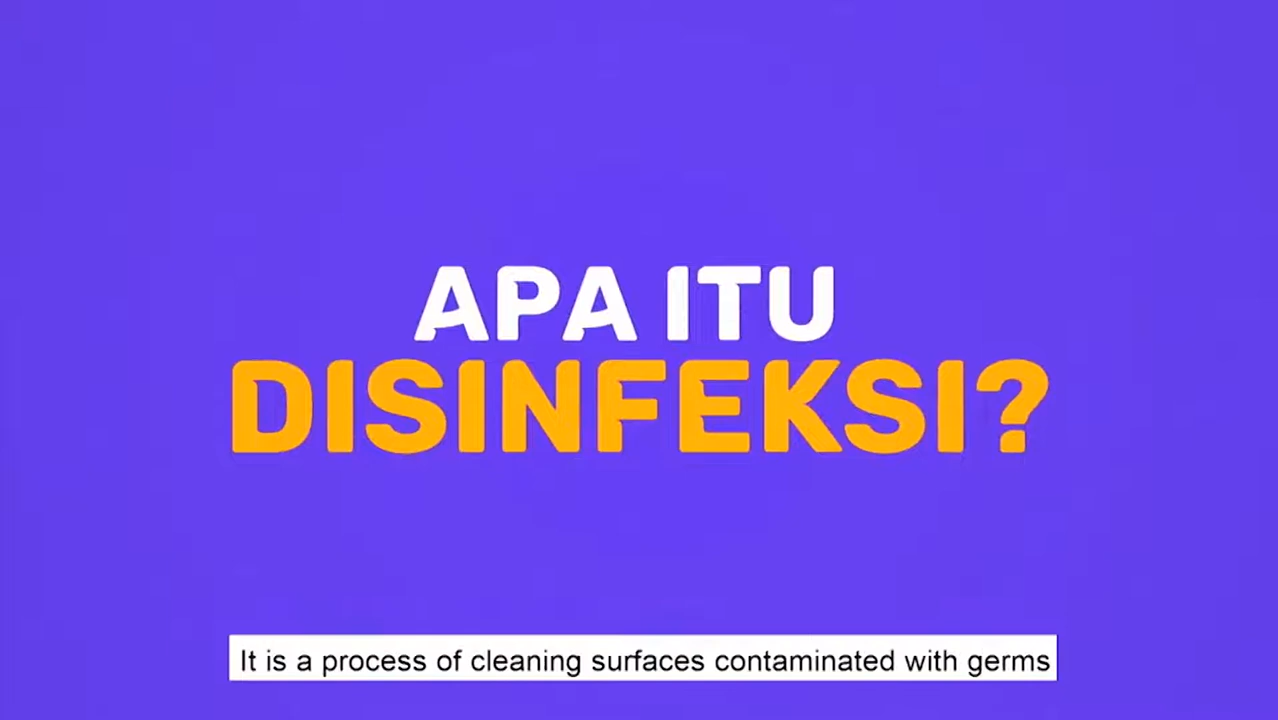 APA ITU
DISINFEKSI?
It is a process of cleaning surfaces contaminated with germs